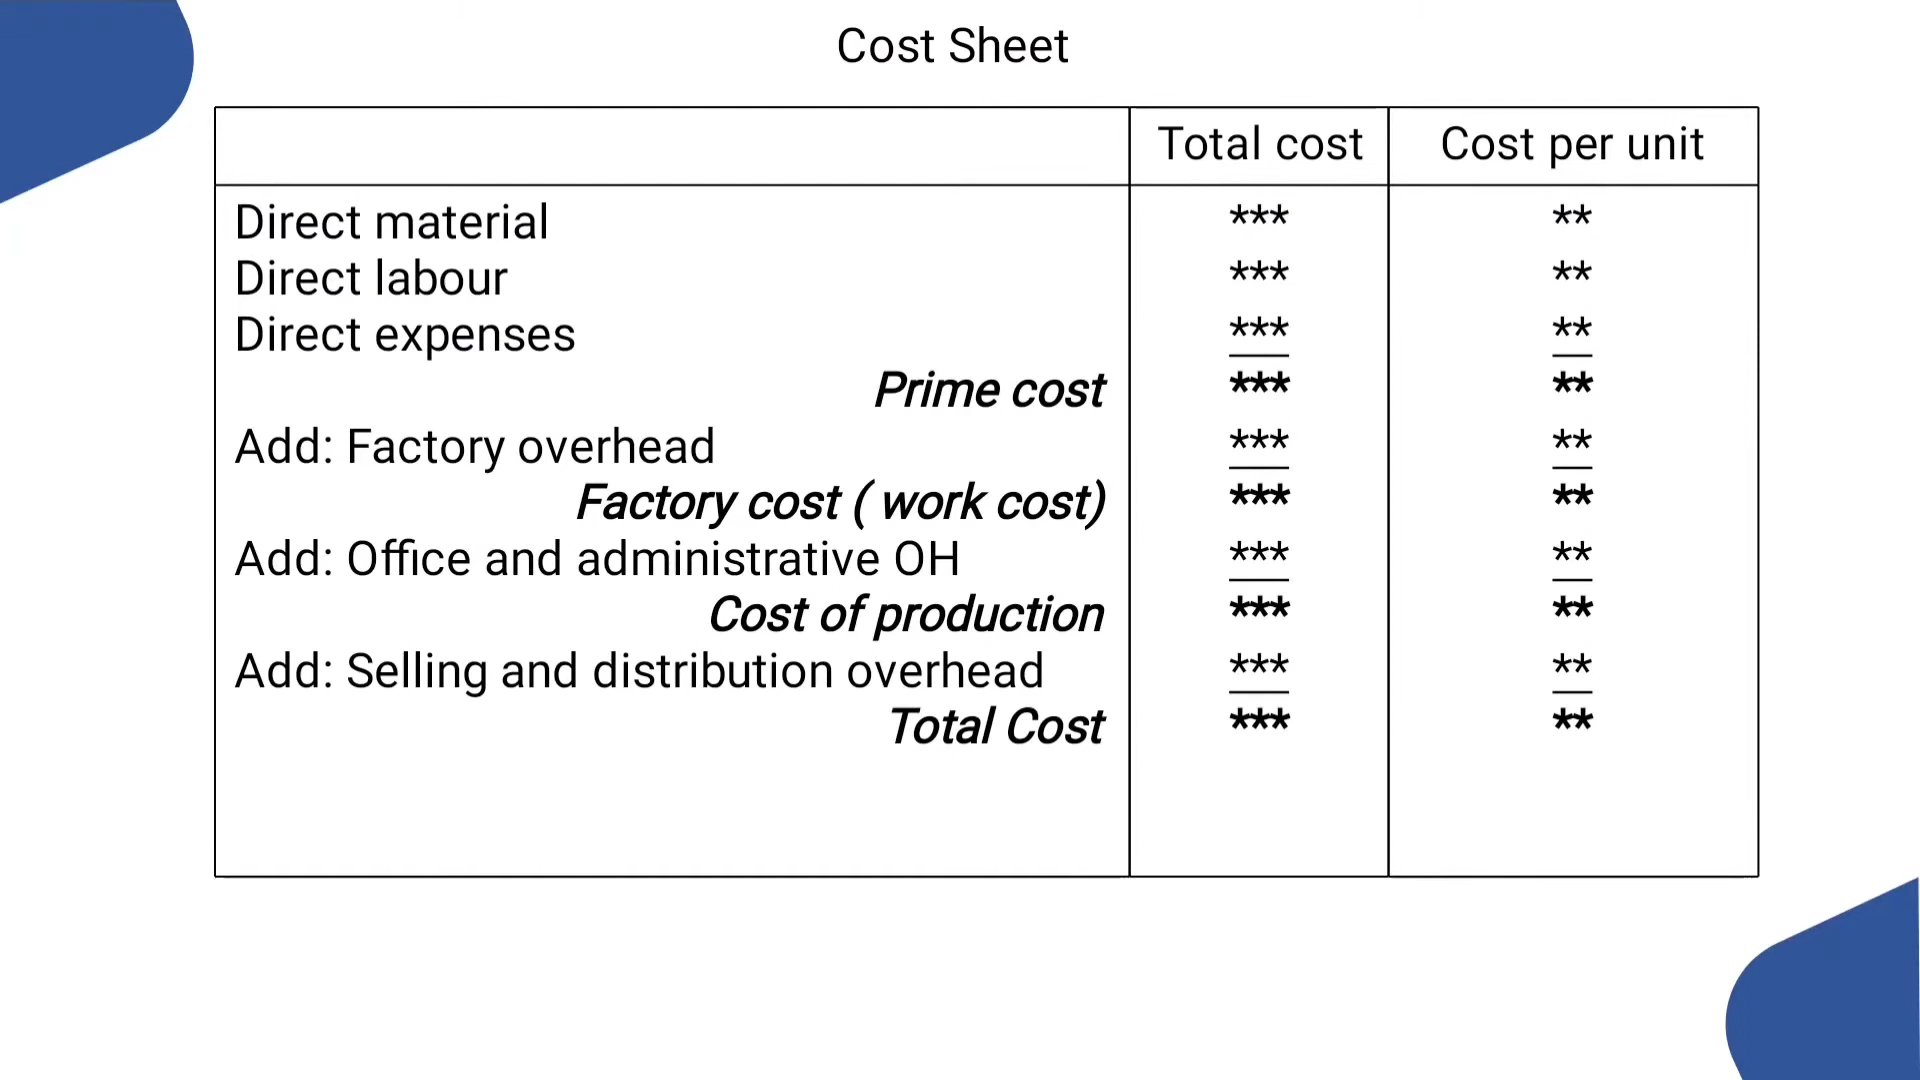 Cost Sheet
Total cost Cost per unit
Direct material *** **
Direct labour *** **
Direct expenses *** **
Prime cost *** **
Add: Factory overhead *** **
Factory cost ( work cost) *** **
Add: Office and administrative OH *** **
Cost of production *** **
Add: Selling and distribution overhead *** **
Total Cost *** **